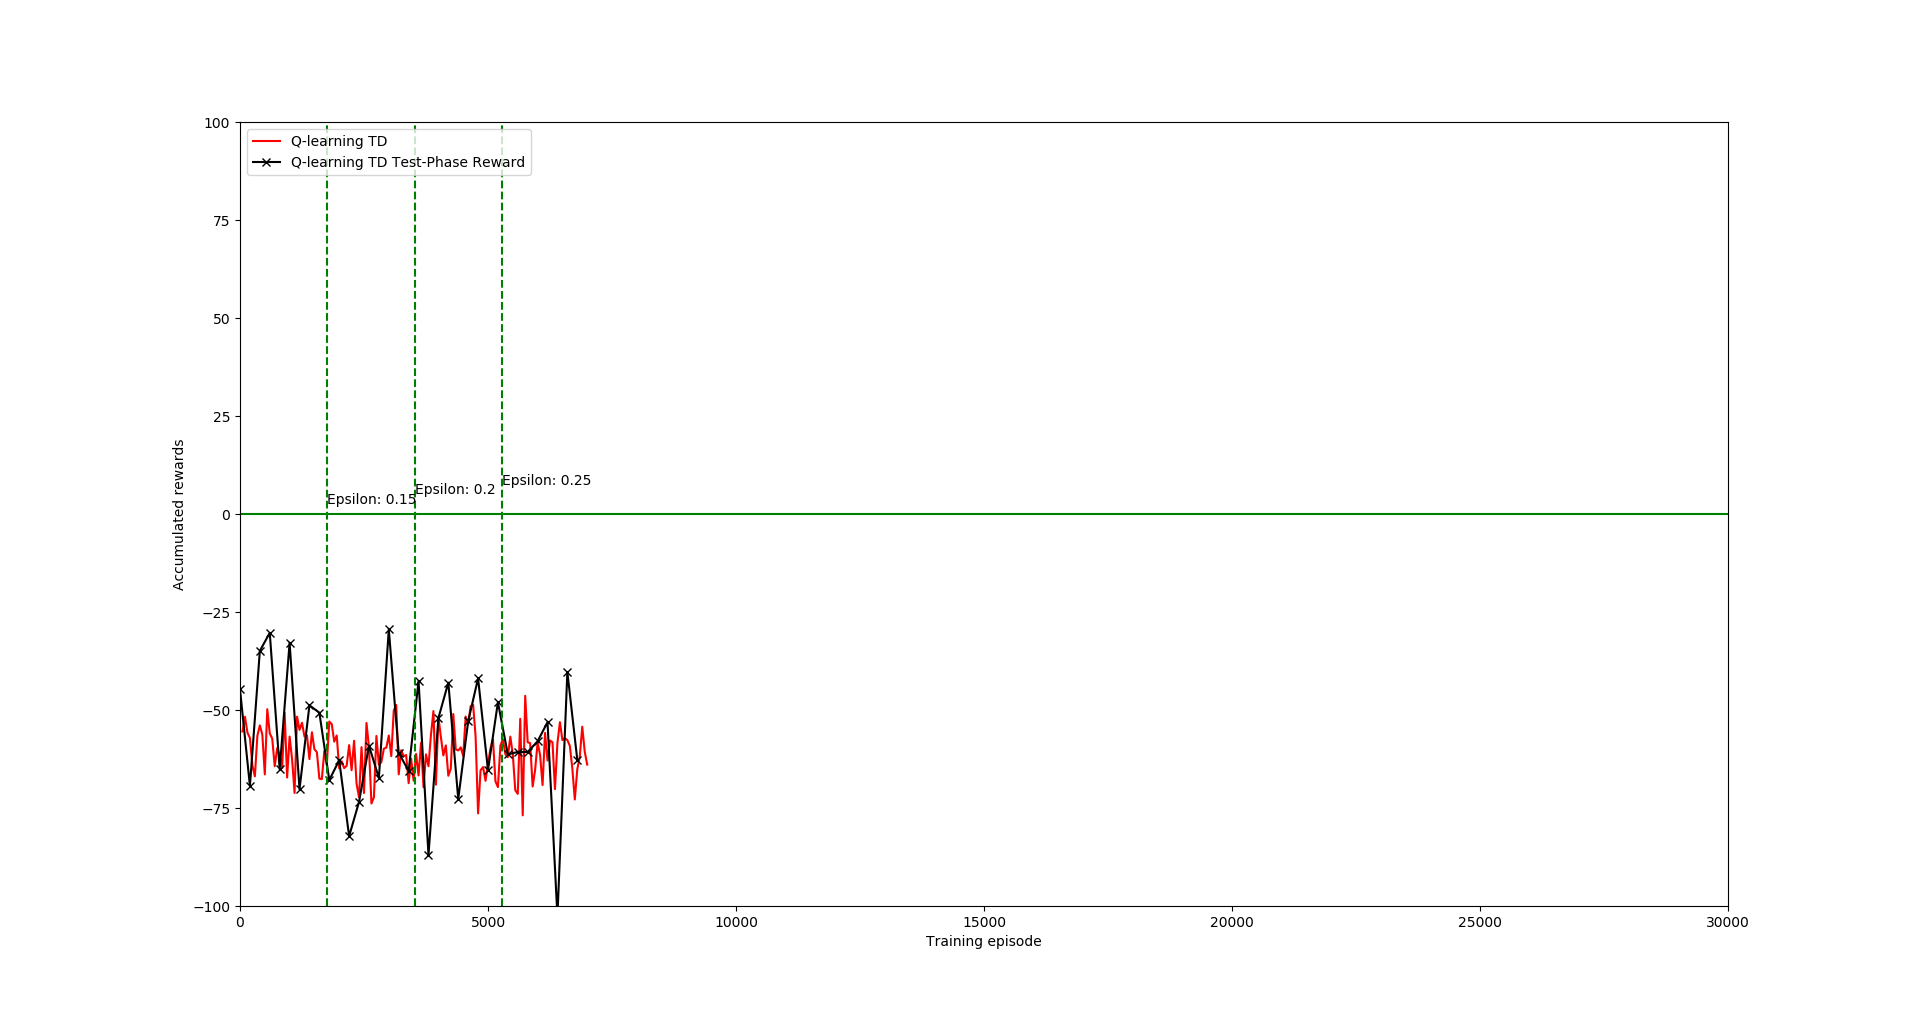 Q-learning TD
Q-learning TD Test-Phase Reward
100
75
50
25
0
−25
−50
−75
−100
Accumulated rewards
Epsilon: 0.15
Epsilon: 0.2
Epsilon: 0.25
0
5000
10000
15000
20000
25000
30000
Training episode